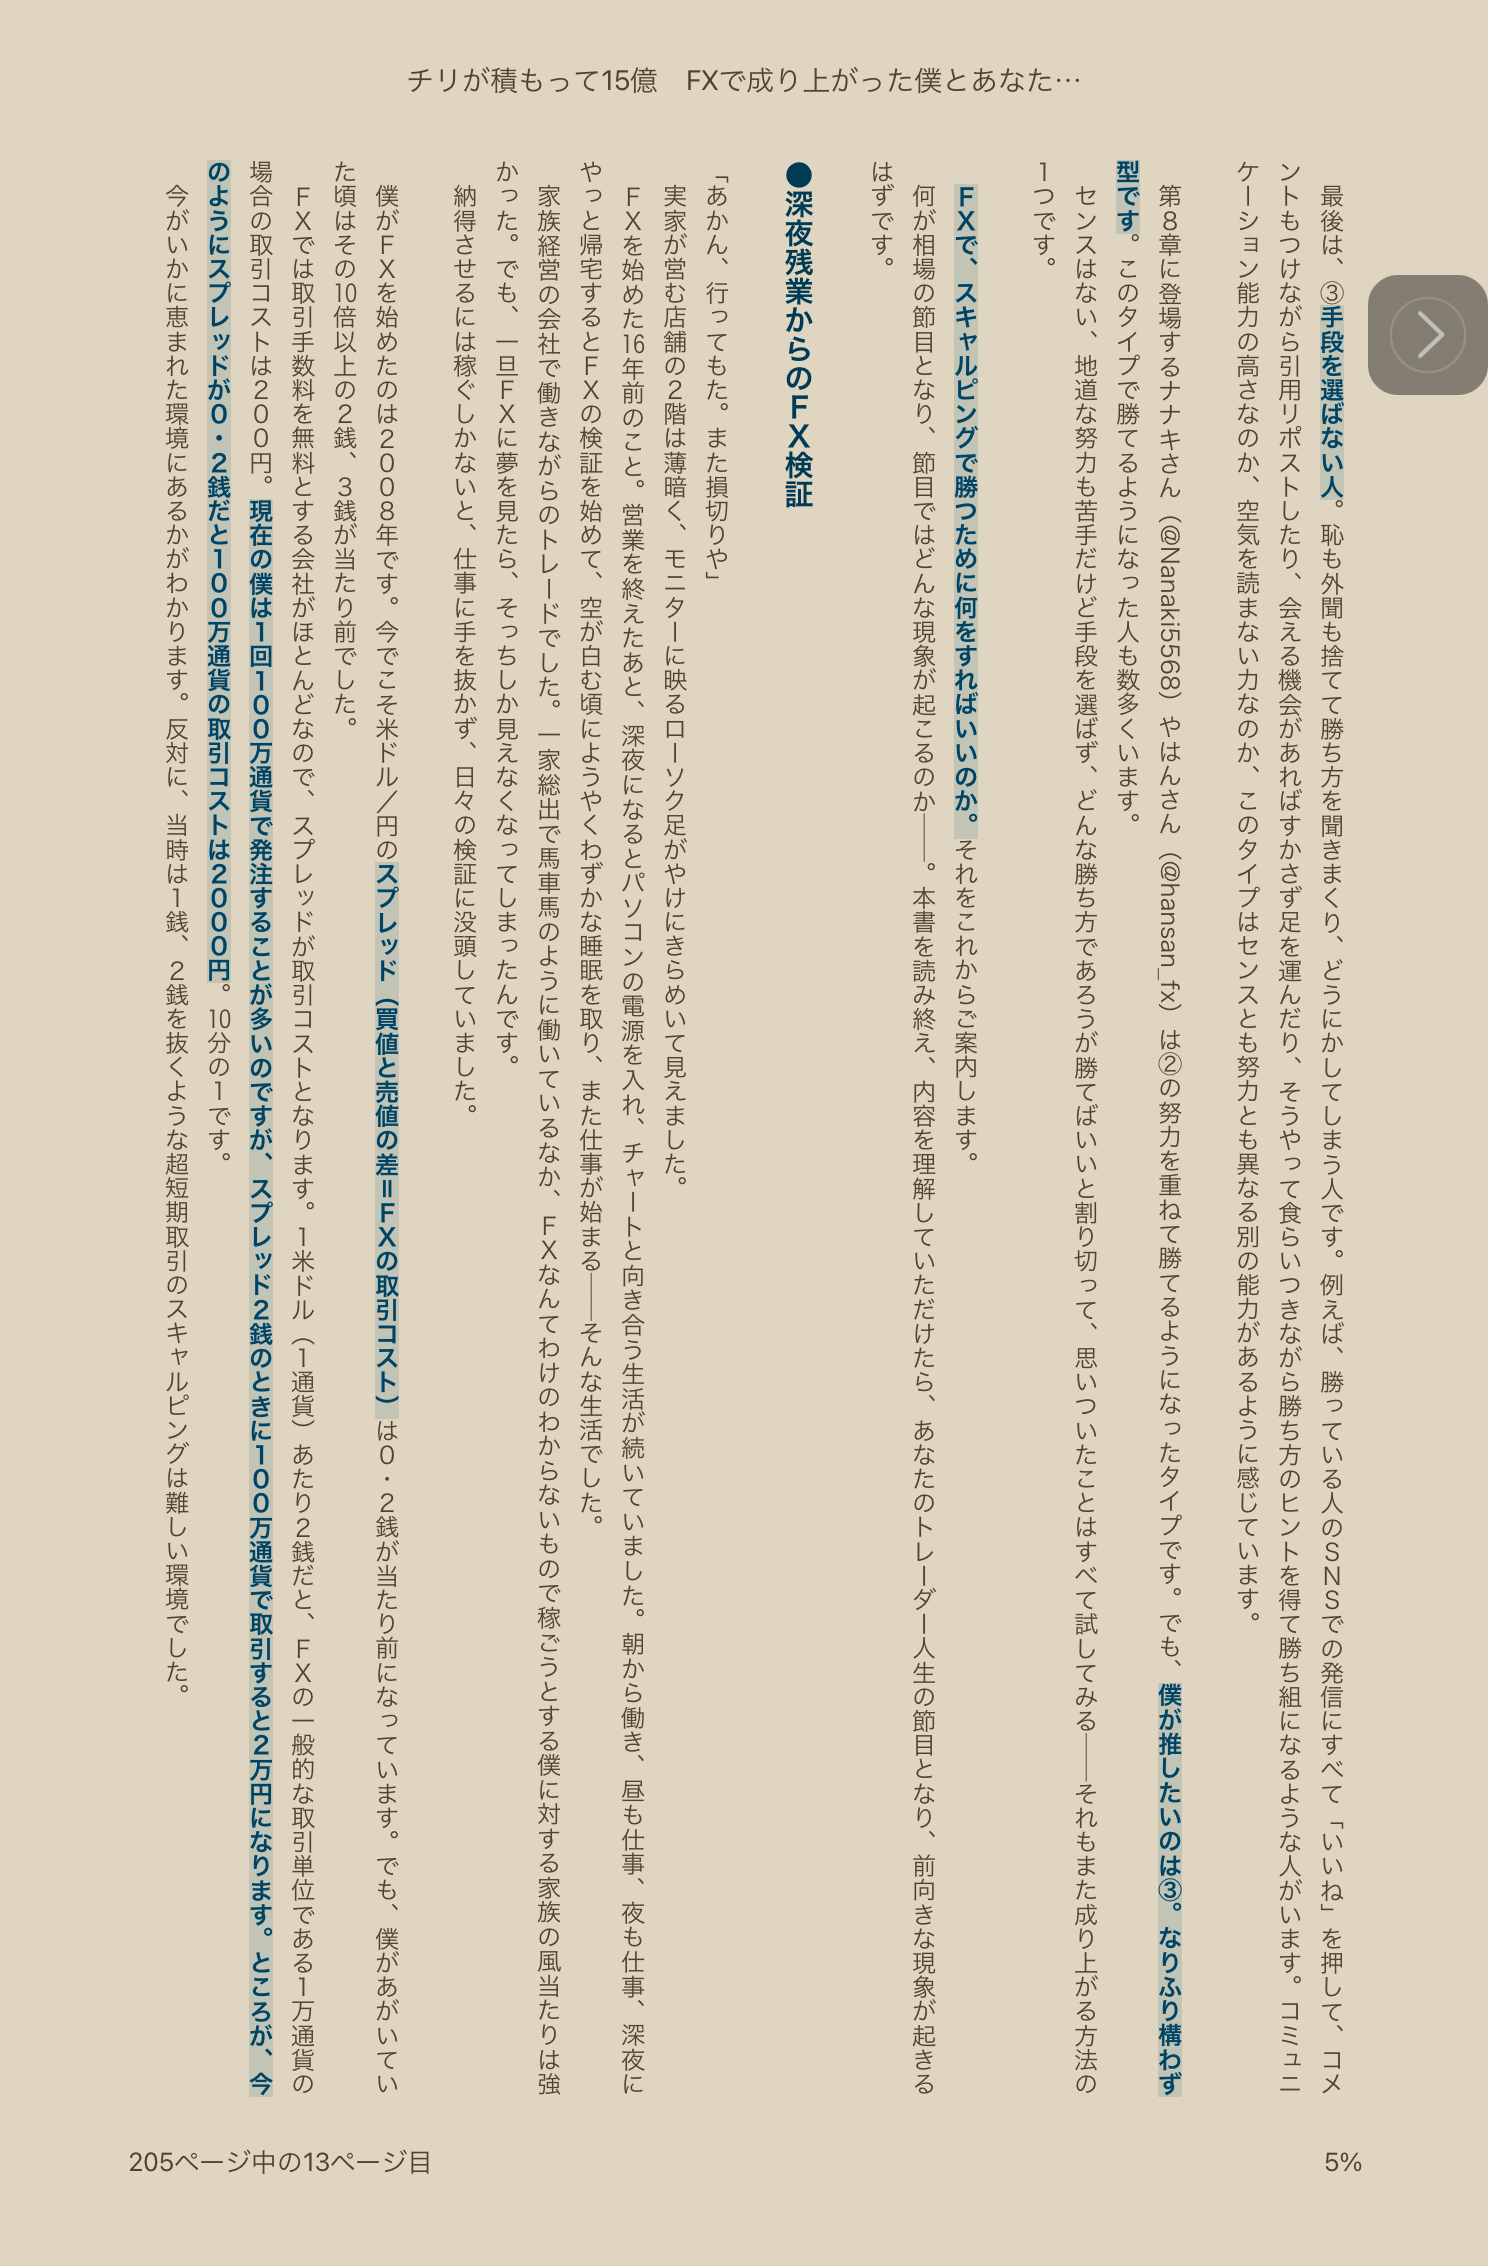 チリが積もって15億　FXで成り上がった僕とあなた…
　最後は、③手段を選ばない人。恥も外聞も捨てて勝ち方を聞きまくり、どうにかしてしまう人です。例えば、勝っている人のＳＮＳでの発信にすべて「いいね」を押して、コメ
ントもつけながら引用リポストしたり、会える機会があればすかさず足を運んだり、そうやって食らいつきながら勝ち方のヒントを得て勝ち組になるような人がいます。コミュニ
ケーション能力の高さなのか、空気を読まない力なのか、このタイプはセンスとも努力とも異なる別の能力があるように感じています。
　第８章に登場するナナキさん（@Nanaki5568）やはんさん（@hansan_fx）は②の努力を重ねて勝てるようになったタイプです。でも、僕が推したいのは③。なりふり構わず
型です。このタイプで勝てるようになった人も数多くいます。
　センスはない、地道な努力も苦手だけど手段を選ばず、どんな勝ち方であろうが勝てばいいと割り切って、思いついたことはすべて試してみる――それもまた成り上がる方法の
１つです。
　ＦＸで、スキャルピングで勝つために何をすればいいのか。それをこれからご案内します。
　何が相場の節目となり、節目ではどんな現象が起こるのか――。本書を読み終え、内容を理解していただけたら、あなたのトレーダー人生の節目となり、前向きな現象が起きる
はずです。
●深夜残業からのＦＸ検証
「あかん、行ってもた。また損切りや」
　実家が営む店舗の２階は薄暗く、モニターに映るローソク足がやけにきらめいて見えました。
　ＦＸを始めた16年前のこと。営業を終えたあと、深夜になるとパソコンの電源を入れ、チャートと向き合う生活が続いていました。朝から働き、昼も仕事、夜も仕事、深夜に
やっと帰宅するとＦＸの検証を始めて、空が白む頃にようやくわずかな睡眠を取り、また仕事が始まる――そんな生活でした。
　家族経営の会社で働きながらのトレードでした。一家総出で馬車馬のように働いているなか、ＦＸなんてわけのわからないもので稼ごうとする僕に対する家族の風当たりは強
かった。でも、一旦ＦＸに夢を見たら、そっちしか見えなくなってしまったんです。
　納得させるには稼ぐしかないと、仕事に手を抜かず、日々の検証に没頭していました。
　僕がＦＸを始めたのは２００８年です。今でこそ米ドル／円のスプレッド（買値と売値の差＝ＦＸの取引コスト）は０・２銭が当たり前になっています。でも、僕があがいてい
た頃はその10倍以上の２銭、３銭が当たり前でした。
　ＦＸでは取引手数料を無料とする会社がほとんどなので、スプレッドが取引コストとなります。１米ドル（１通貨）あたり２銭だと、ＦＸの一般的な取引単位である１万通貨の
場合の取引コストは２００円。現在の僕は１回１００万通貨で発注することが多いのですが、スプレッド２銭のときに１００万通貨で取引すると２万円になります。ところが、今
のようにスプレッドが０・２銭だと１００万通貨の取引コストは２０００円。10分の１です。
　今がいかに恵まれた環境にあるかがわかります。反対に、当時は１銭、２銭を抜くような超短期取引のスキャルピングは難しい環境でした。
205ページ中の13ページ目
5%